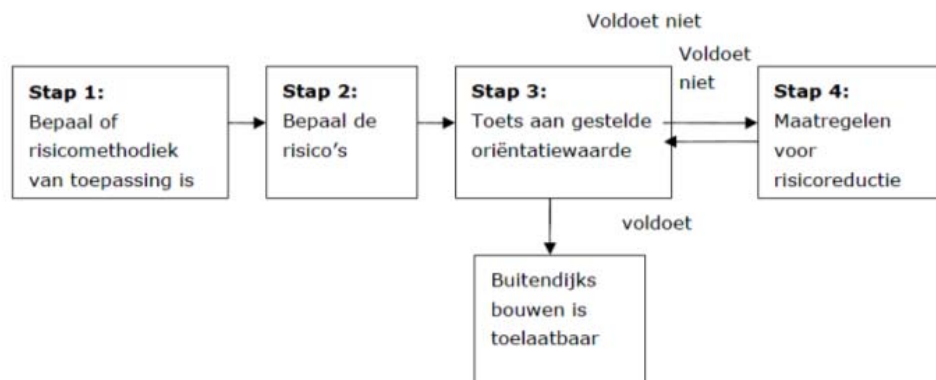 Voldoet niet
Voldoet
niet
Stap 1:
Bepaal of
risicomethodiek
van toepassing is
Stap 2:
Bepaal de
risico's
Stap 3:
Toets aan gestelde
oriëntatiewaarde
Stap 4:
Maatregelen
voor
risicoreductie
voldoet
Buitendijks
bouwen is
toelaatbaar